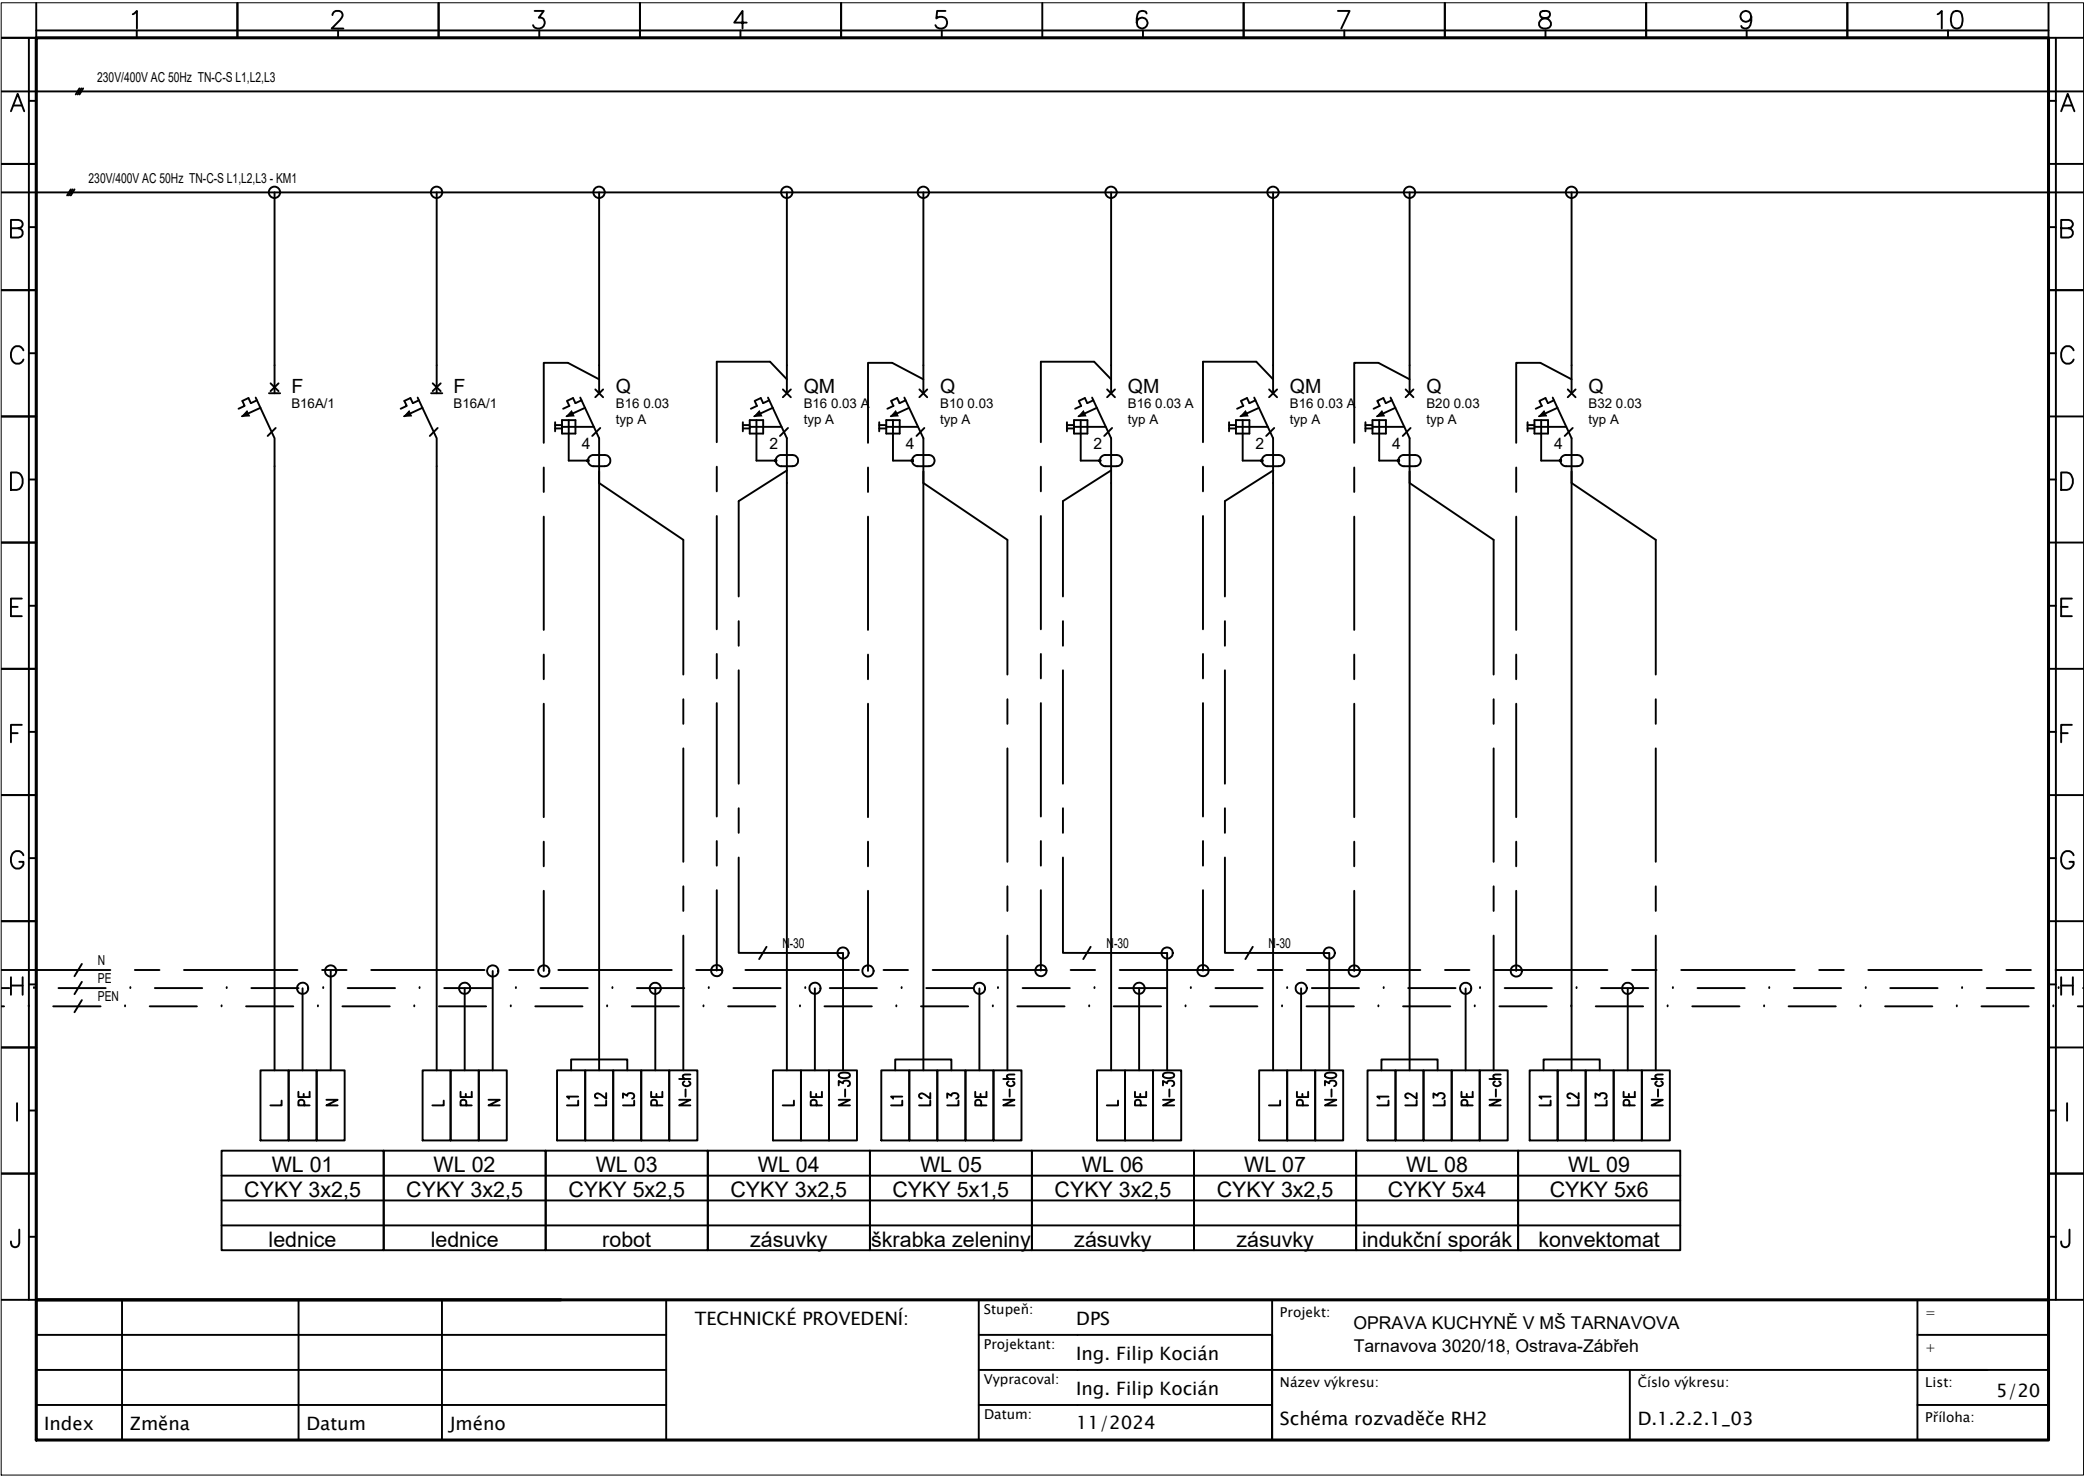 1 2 3 4 5 6 7 8 9 10
230V/400V AC 50Hz TN-C-S L1,L2,L3
A A
230V/400V AC 50Hz TN-C-S L1,L2,L3 - KM1
B B
C C
F F Q QM Q QM QM Q Q
B16A/1 B16A/1 B16 0.03 B16 0.03 A B10 0.03 B16 0.03 A B16 0.03 A B20 0.03 B32 0.03
typ A typ A typ A typ A typ A typ A typ A
4 2 4 2 2 4 4
D D
E E
F F
G G
N-30 N-30 N-30
N
PE
H H
PEN
L PE N L PE N L1 L2 L3 PE N-ch L PE N-30 L1 L2 L3 PE N-ch L PE N-30 L PE N-30 L1 L2 L3 PE N-ch L1 L2 L3 PE N-ch
I I
WL 01 WL 02 WL 03 WL 04 WL 05 WL 06 WL 07 WL 08 WL 09
CYKY 3x2,5 CYKY 3x2,5 CYKY 5x2,5 CYKY 3x2,5 CYKY 5x1,5 CYKY 3x2,5 CYKY 3x2,5 CYKY 5x4 CYKY 5x6
J J
lednice lednice robot zásuvky škrabka zeleniny zásuvky zásuvky indukční sporák konvektomat
TECHNICKÉ PROVEDENÍ:
Stupeň: DPS
Projektant: Ing. Filip Kocián
Vypracoval: Ing. Filip Kocián
Datum: 11/2024
Projekt: OPRAVA KUCHYNĚ V MŠ TARNAVOVA
Tarnavova 3020/18, Ostrava-Zábřeh
=
+
Název výkresu:
Schéma rozvaděče RH2
Číslo výkresu:
D.1.2.2.1_03
List: 5/20
Příloha:
Index Změna Datum Jméno